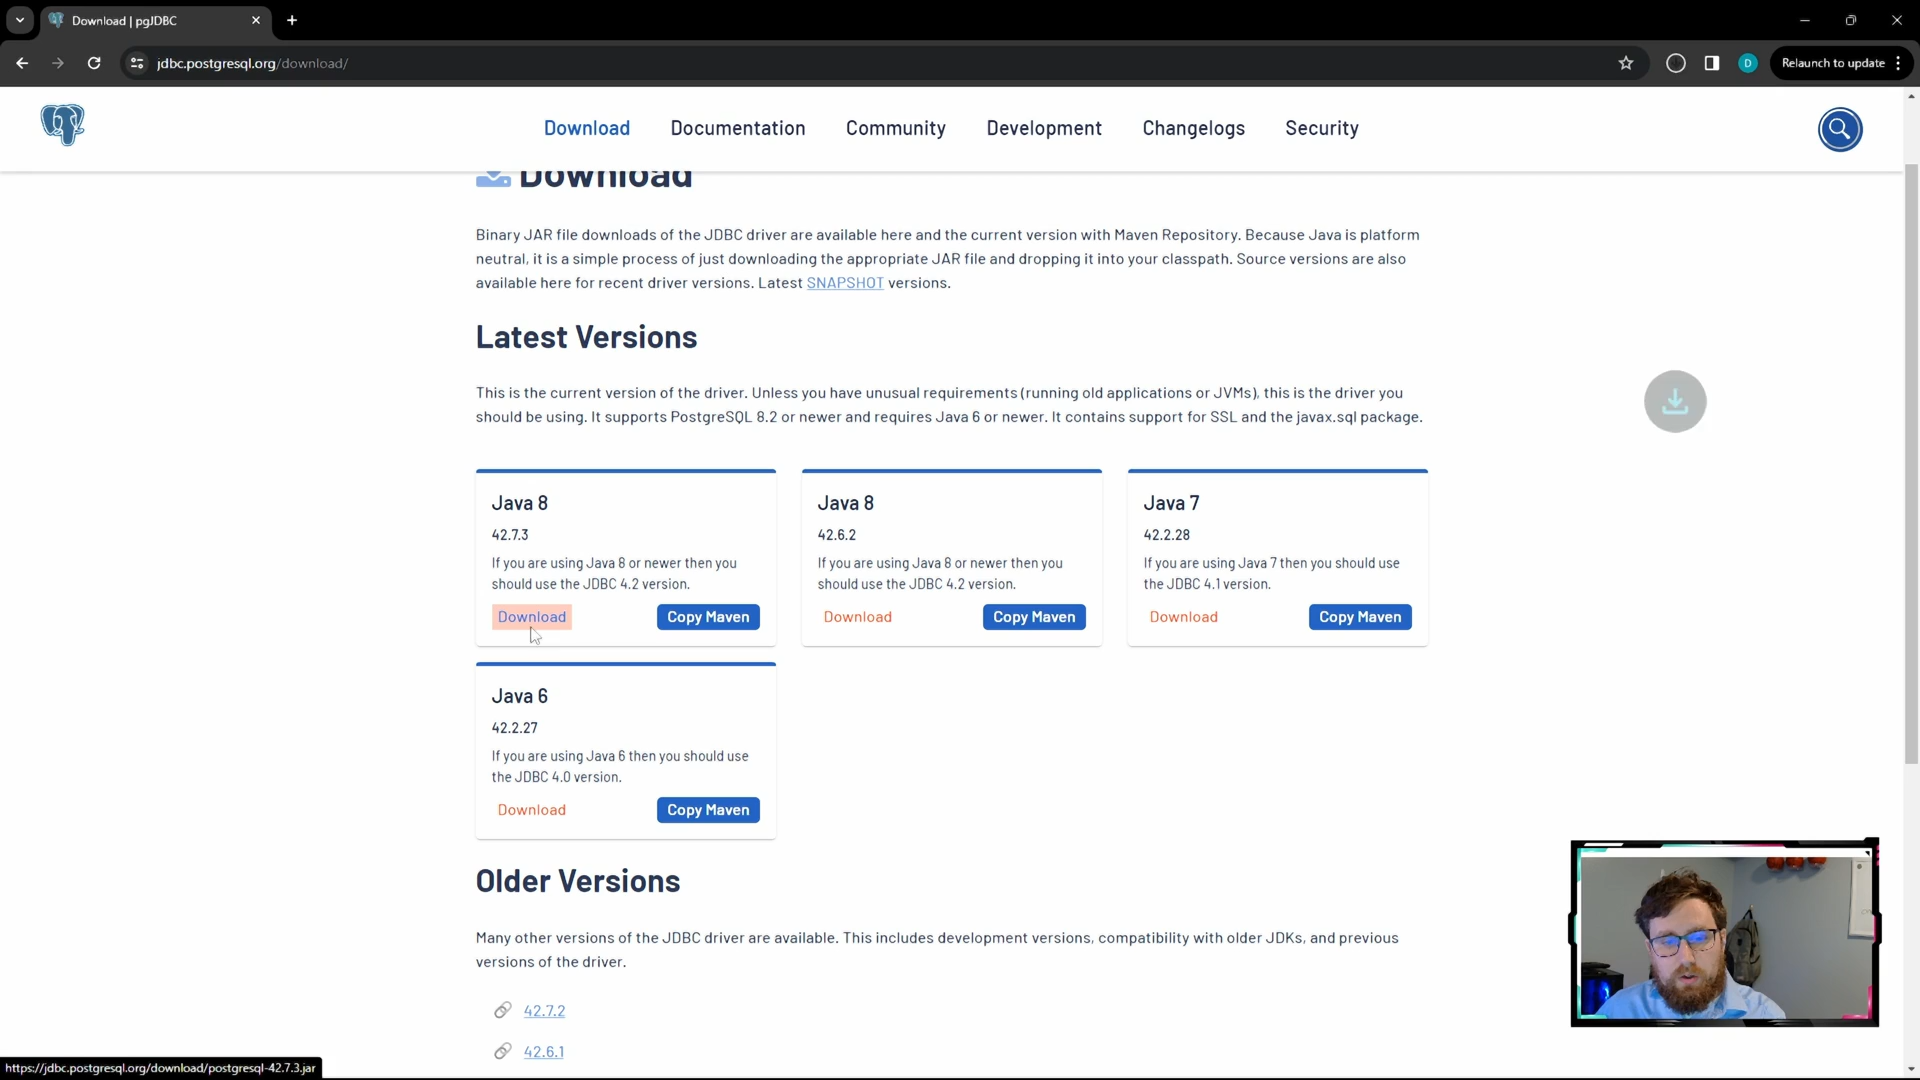 Download | pgJDBC
jdbc.postgresql.org/download/
D
Relaunch to update
Download
Documentation
Community
Development
Changelogs
Security
Download
Binary JAR file downloads of the JDBC driver are available here and the current version with Maven Repository. Because Java is platform
neutral, it is a simple process of just downloading the appropriate JAR file and dropping it into your classpath. Source versions are also
available here for recent driver versions. Latest SNAPSHOT versions.
Latest Versions
This is the current version of the driver. Unless you have unusual requirements (running old applications or JVMs), this is the driver you
should be using. It supports PostgreSQL 8.2 or newer and requires Java 6 or newer. It contains support for SSL and the javax.sql package.
Java 8
42.7.3
If you are using Java 8 or newer then you
should use the JDBC 4.2 version.
Download
Copy Maven
Java 8
42.6.2
If you are using Java 8 or newer then you
should use the JDBC 4.2 version.
Download
Copy Maven
Java 7
42.2.28
If you are using Java 7 then you should use
the JDBC 4.1 version.
Download
Copy Maven
Java 6
42.2.27
If you are using Java 6 then you should use
the JDBC 4.0 version.
Download
Copy Maven
Older Versions
Many other versions of the JDBC driver are available. This includes development versions, compatibility with older JDKs, and previous
versions of the driver.
42.7.2
42.6.1
https://jdbc.postgresql.org/download/postgresql-42.7.3.jar